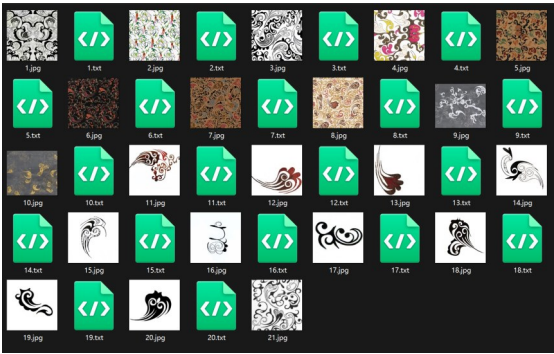 1.jpg 1.txt 2.jpg 2.txt 3.jpg 3.txt 4.jpg 4.txt 5.jpg
5.txt 6.jpg 6.txt 7.jpg 7.txt 8.jpg 8.txt 9.jpg 9.txt
10.jpg 10.txt 11.jpg 11.txt 12.jpg 12.txt 13.jpg 13.txt 14.jpg
14.txt 15.jpg 15.txt 16.jpg 16.txt 17.jpg 17.txt 18.jpg 18.txt
19.jpg 19.txt 20.jpg 20.txt 21.jpg